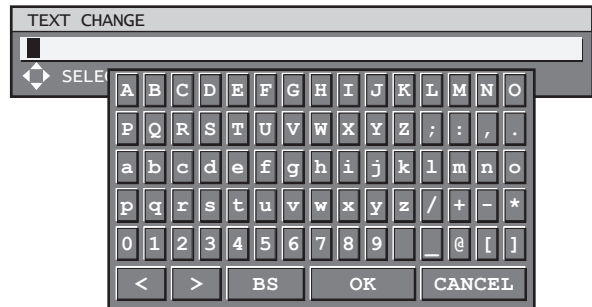 TEXT CHANGE
SELEC
A B C D E F G H I J K L M N O
P Q R S T U V W X Y Z ; : , .
a b c d e f g h i j k l m n o
p q r s t u v w x y z / + - *
0 1 2 3 4 5 6 7 8 9 _ @ [ ]
< > BS OK CANCEL